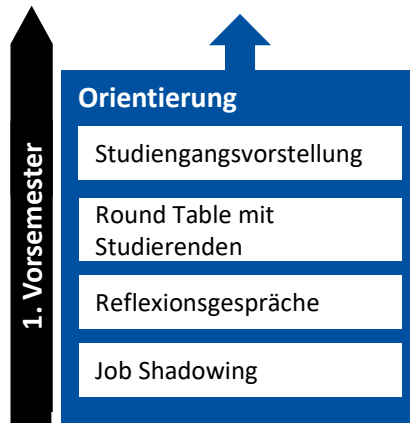 1. Vorsemester
Orientierung
Studiengangsvorstellung
Round Table mit
Studierenden
Reflexionsgespräche
Job Shadowing